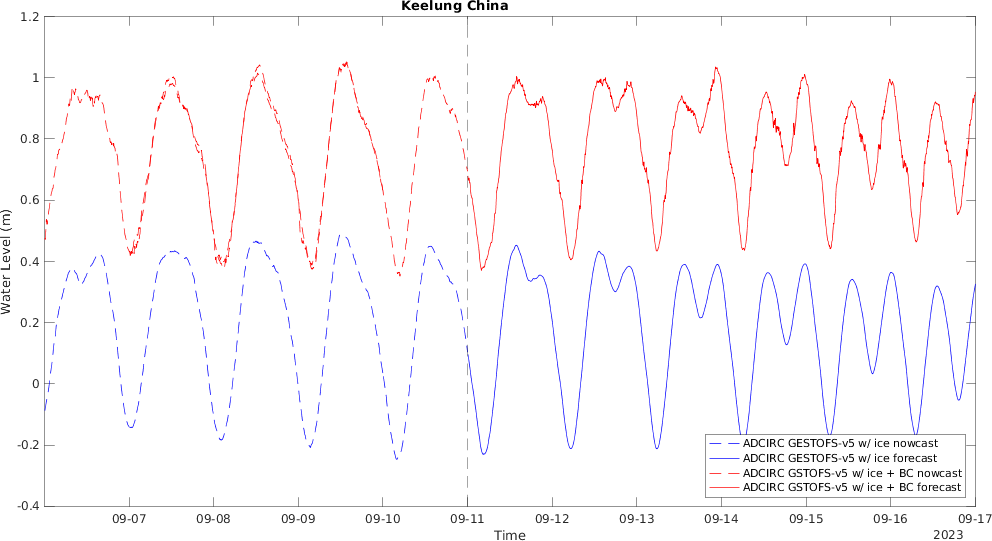 Keelung China
1.2
1
0.8
0.6
0.4
0.2
0
-0.2
-0.4
Water Level (m)
ADCIRC GESTOFS-v5 w/ ice nowcast
ADCIRC GESTOFS-v5 w/ ice forecast
ADCIRC GSTOFS-v5 w/ ice + BC nowcast
ADCIRC GSTOFS-v5 w/ ice + BC forecast
09-07 09-08 09-09 09-10 09-11 09-12 09-13 09-14 09-15 09-16 09-17
Time
2023